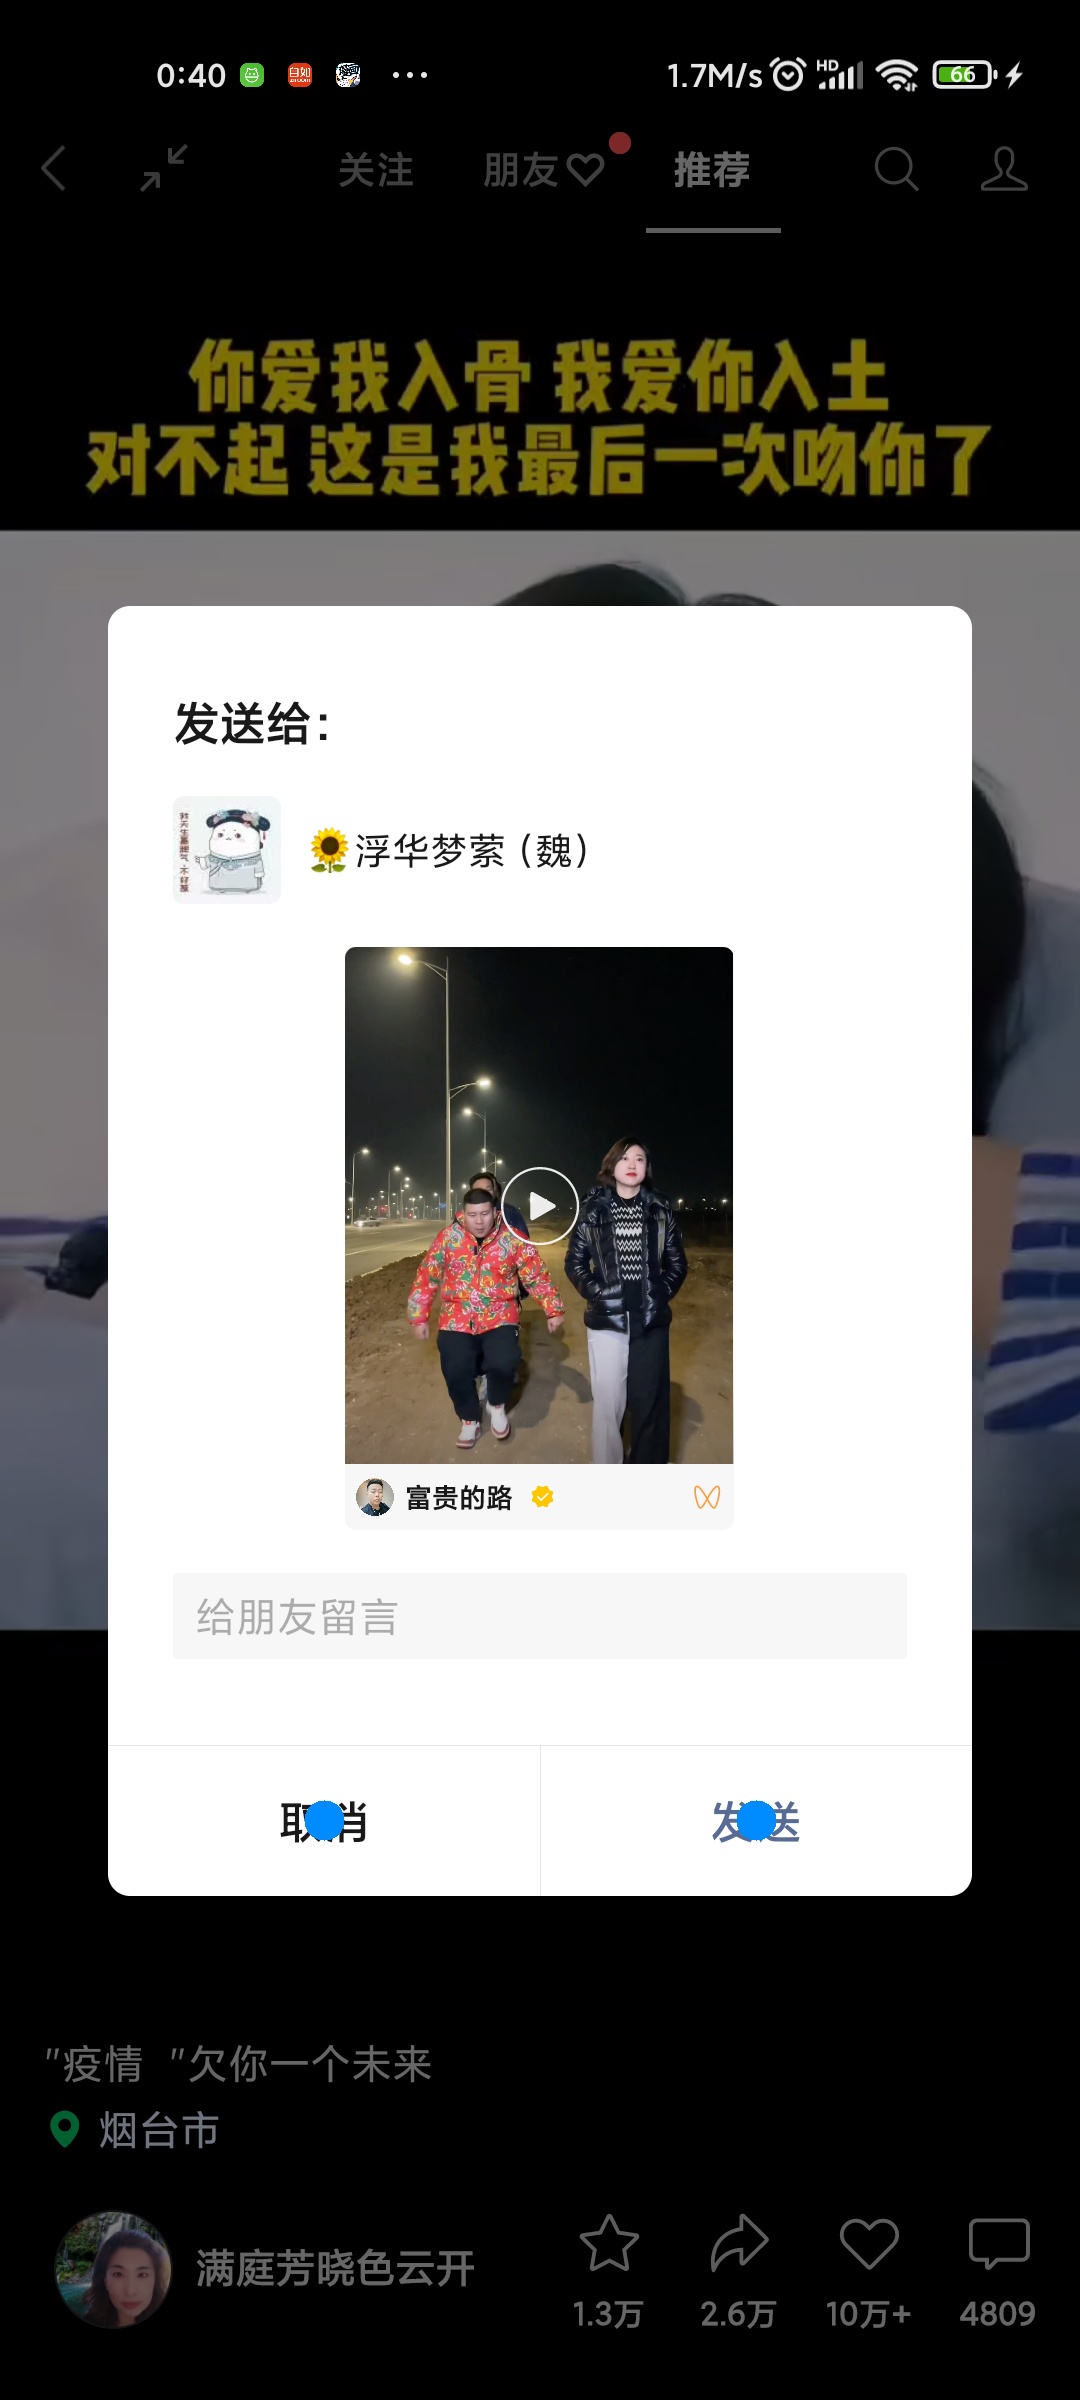 0:40
白如
1.7M/s
HD
66
关注
朋友
推荐
你爱我入骨 我爱你入土
对不起 这是我最后一次吻你了
发送给：
🌻浮华梦萦（魏）
富贵的路
给朋友留言
取消
发送
"疫情 "欠你一个未来
烟台市
满庭芳晓色云开
1.3万
2.6万
10万+
4809